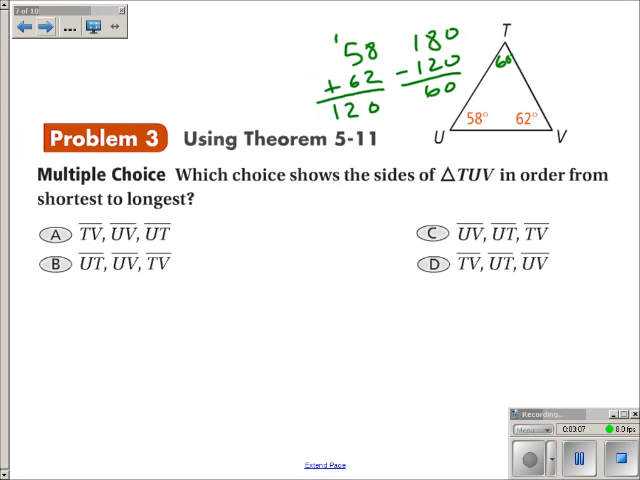 7 of 10
...
1
58
+62
120
180
-120
60
T
60
58°
62°
U
V
Problem 3 Using Theorem 5-11
Multiple Choice Which choice shows the sides of △TUV in order from
shortest to longest?
A TV, UV, UT
B UT, UV, TV
C UV, UT, TV
D TV, UT, UV
Recording...
Menu
0:03:07
8.0 fps
Extend Page